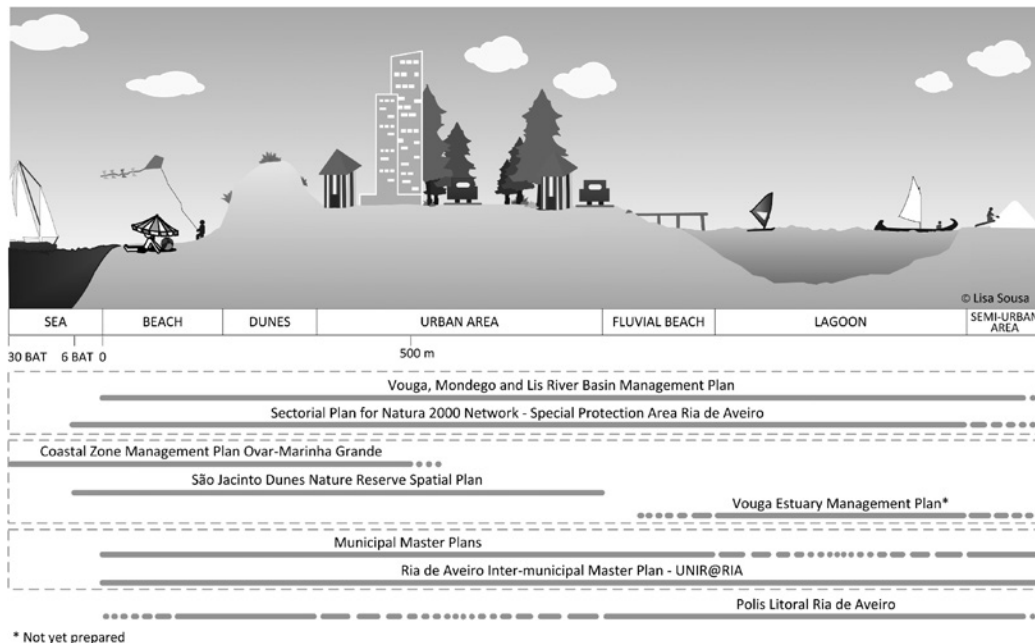 © Lisa Sousa
SEA BEACH DUNES URBAN AREA FLUVIAL BEACH LAGOON SEMI-URBAN AREA
30 BAT 6 BAT 0 500 m
Vouga, Mondego and Lis River Basin Management Plan
Sectorial Plan for Natura 2000 Network - Special Protection Area Ria de Aveiro
Coastal Zone Management Plan Ovar-Marinha Grande
São Jacinto Dunes Nature Reserve Spatial Plan
Vouga Estuary Management Plan*
Municipal Master Plans
Ria de Aveiro Inter-municipal Master Plan - UNIR@RIA
Polis Litoral Ria de Aveiro
* Not yet prepared